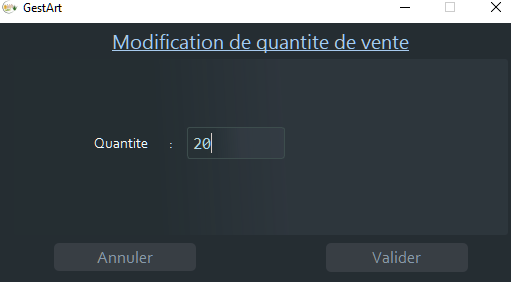 GestArt
Modification de quantite de vente
Quantite : 20
Annuler Valider